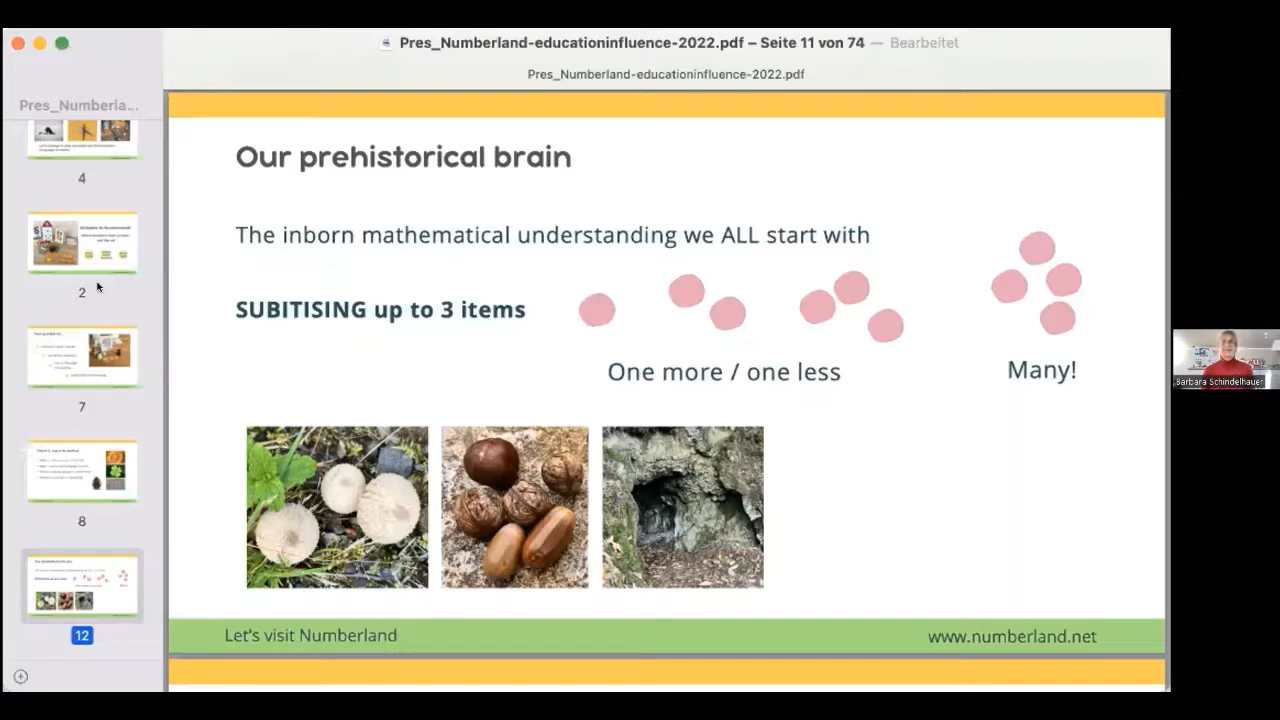 Pres_Numberland-educationinfluence-2022.pdf – Seite 11 von 74 — Bearbeitet
Pres_Numberland-educationinfluence-2022.pdf
Pres_Numberla...
4
2
7
8
12
Our prehistorical brain
The inborn mathematical understanding we ALL start with
SUBITISING up to 3 items
One more / one less
Many!
Let's visit Numberland
www.numberland.net
Barbara Schindelhauer